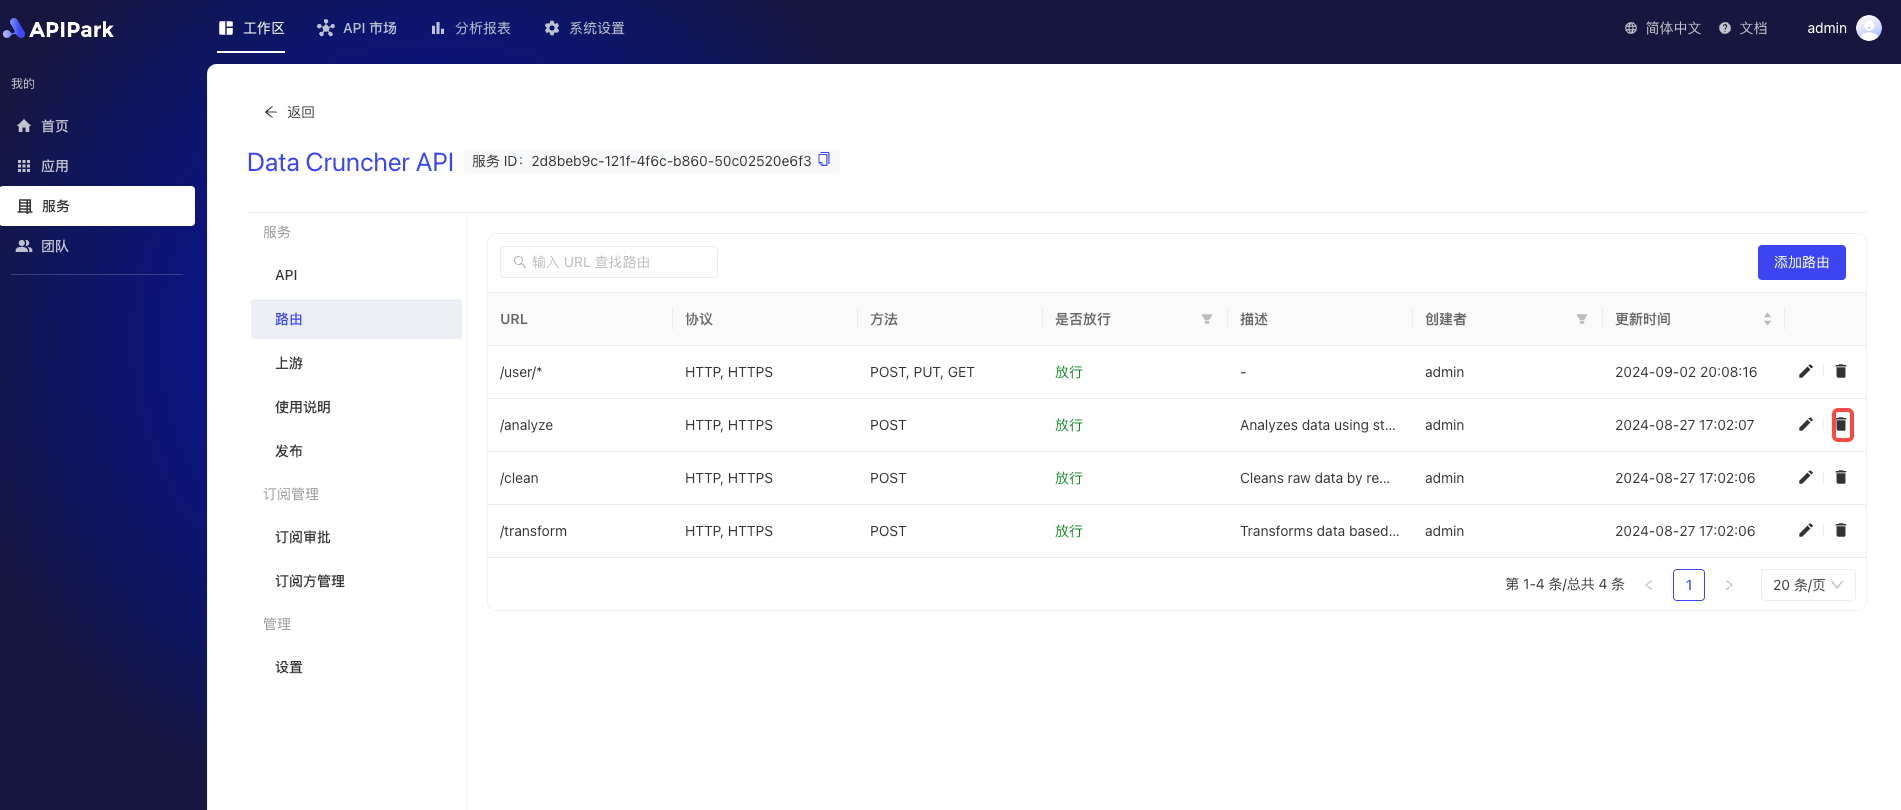 APIPark
工作区
API 市场
分析报表
系统设置
简体中文
文档
admin
我的
首页
应用
服务
团队
返回
Data Cruncher API
服务 ID：2d8beb9c-121f-4f6c-b860-50c02520e6f3
服务
API
路由
上游
使用说明
发布
订阅管理
订阅审批
订阅方管理
管理
设置
输入 URL 查找路由
添加路由
URL 协议 方法 是否放行 描述 创建者 更新时间
/user/* HTTP, HTTPS POST, PUT, GET 放行 - admin 2024-09-02 20:08:16
/analyze HTTP, HTTPS POST 放行 Analyzes data using st... admin 2024-08-27 17:02:07
/clean HTTP, HTTPS POST 放行 Cleans raw data by re... admin 2024-08-27 17:02:06
/transform HTTP, HTTPS POST 放行 Transforms data based... admin 2024-08-27 17:02:06
第 1-4 条/总共 4 条 < 1 > 20 条/页